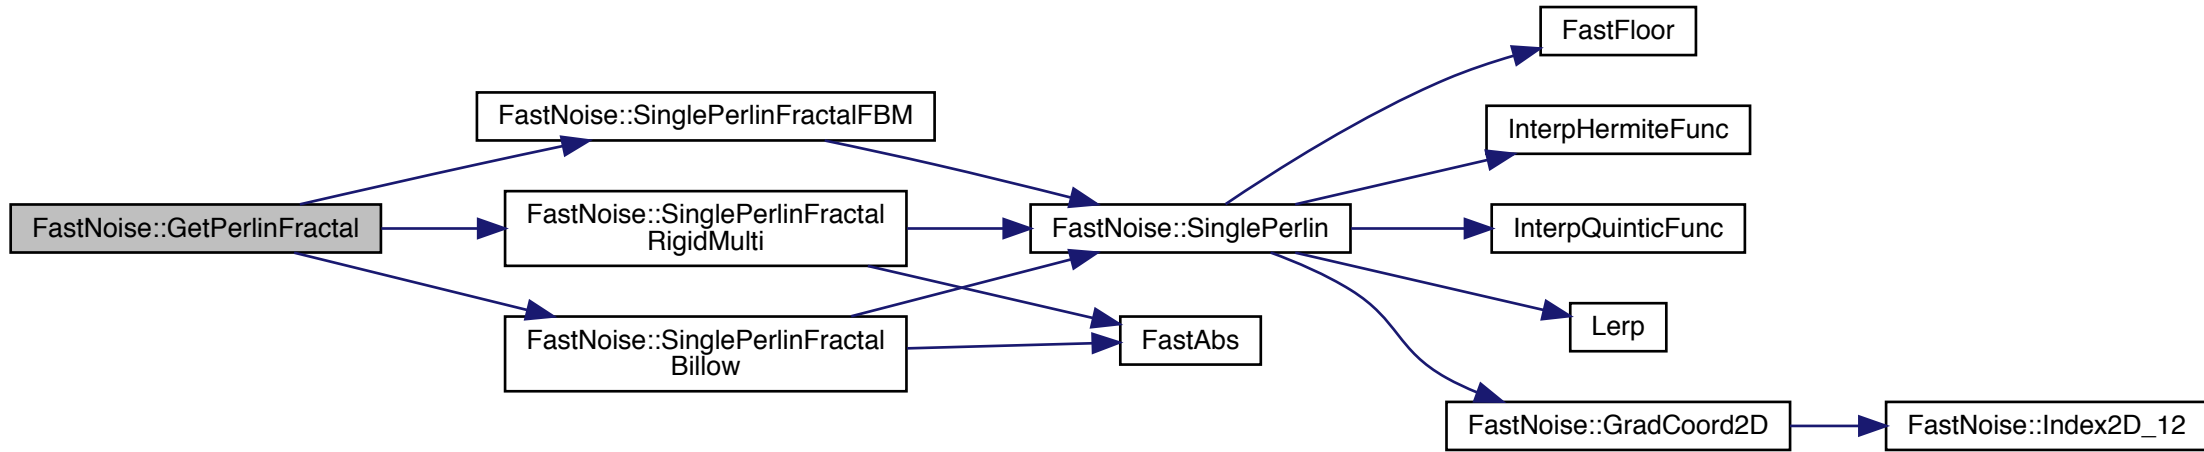 FastNoise::GetPerlinFractal
FastNoise::SinglePerlinFractalFBM
FastNoise::SinglePerlinFractal
RigidMulti
FastNoise::SinglePerlinFractal
Billow
FastNoise::SinglePerlin
FastAbs
FastFloor
InterpHermiteFunc
InterpQuinticFunc
Lerp
FastNoise::GradCoord2D
FastNoise::Index2D_12